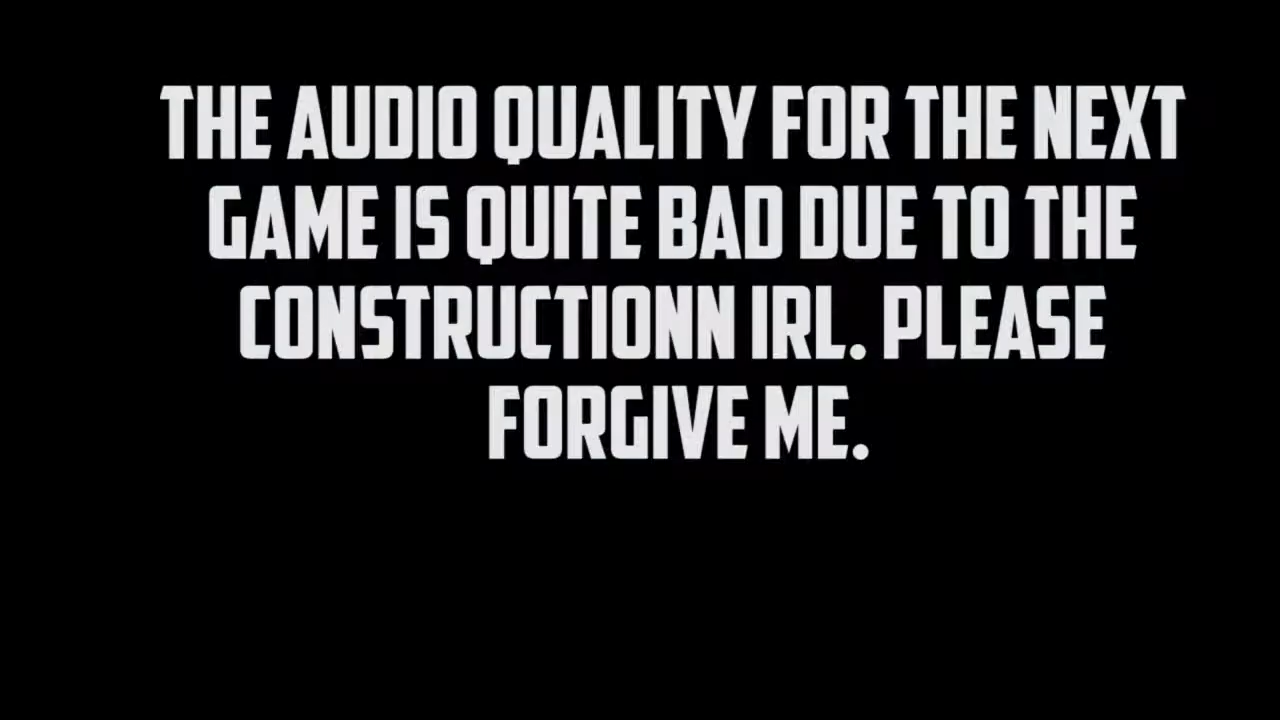 THE AUDIO QUALITY FOR THE NEXT
GAME IS QUITE BAD DUE TO THE
CONSTRUCTIONN IRL. PLEASE
FORGIVE ME.